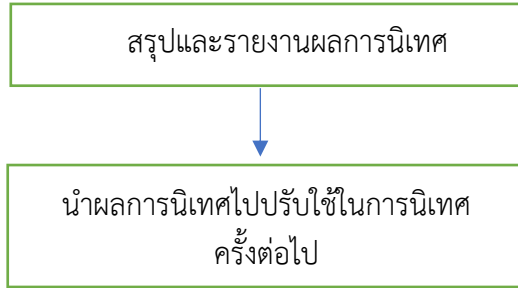 สรุปและรายงานผลการนิเทศ
นำผลการนิเทศไปปรับใช้ในการนิเทศ
ครั้งต่อไป